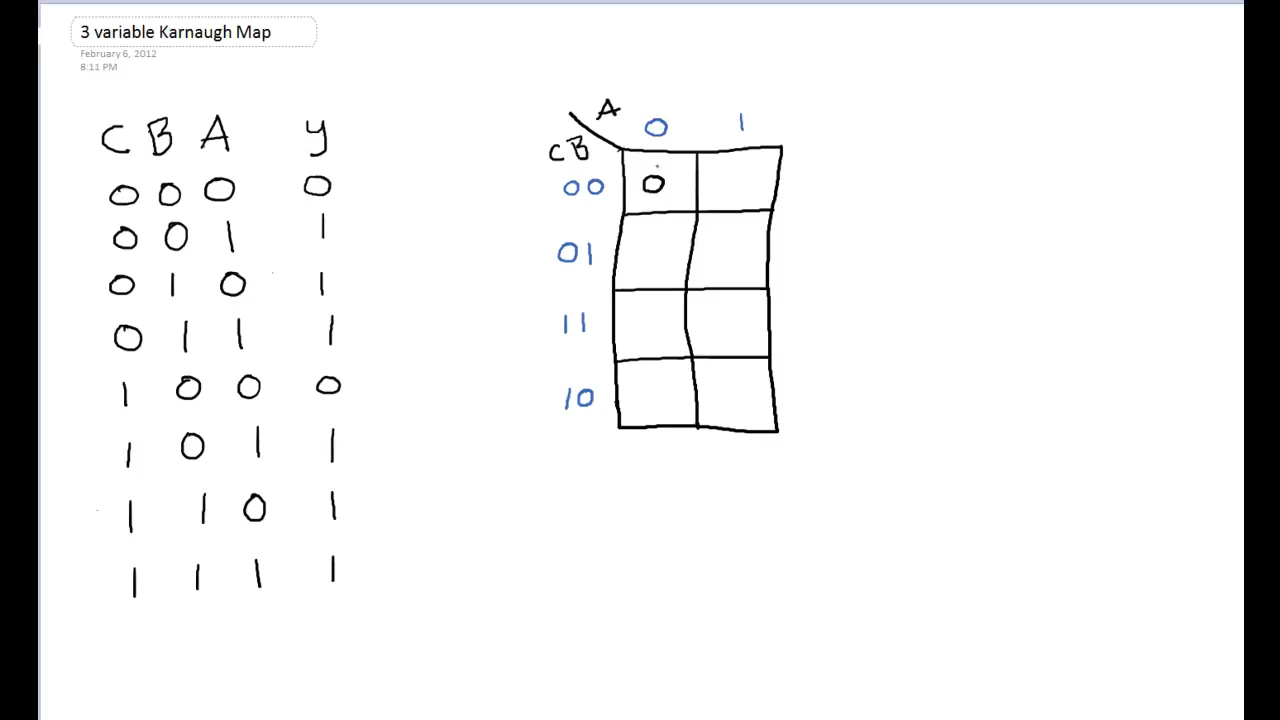 3 variable Karnaugh Map
February 6, 2012
8:11 PM
C B A y
0 0 0 0
0 0 1 1
0 1 0 1
0 1 1 1
1 0 0 0
1 0 1 1
1 1 0 1
1 1 1 1
A
0 1
CB
00 0
01
11
10